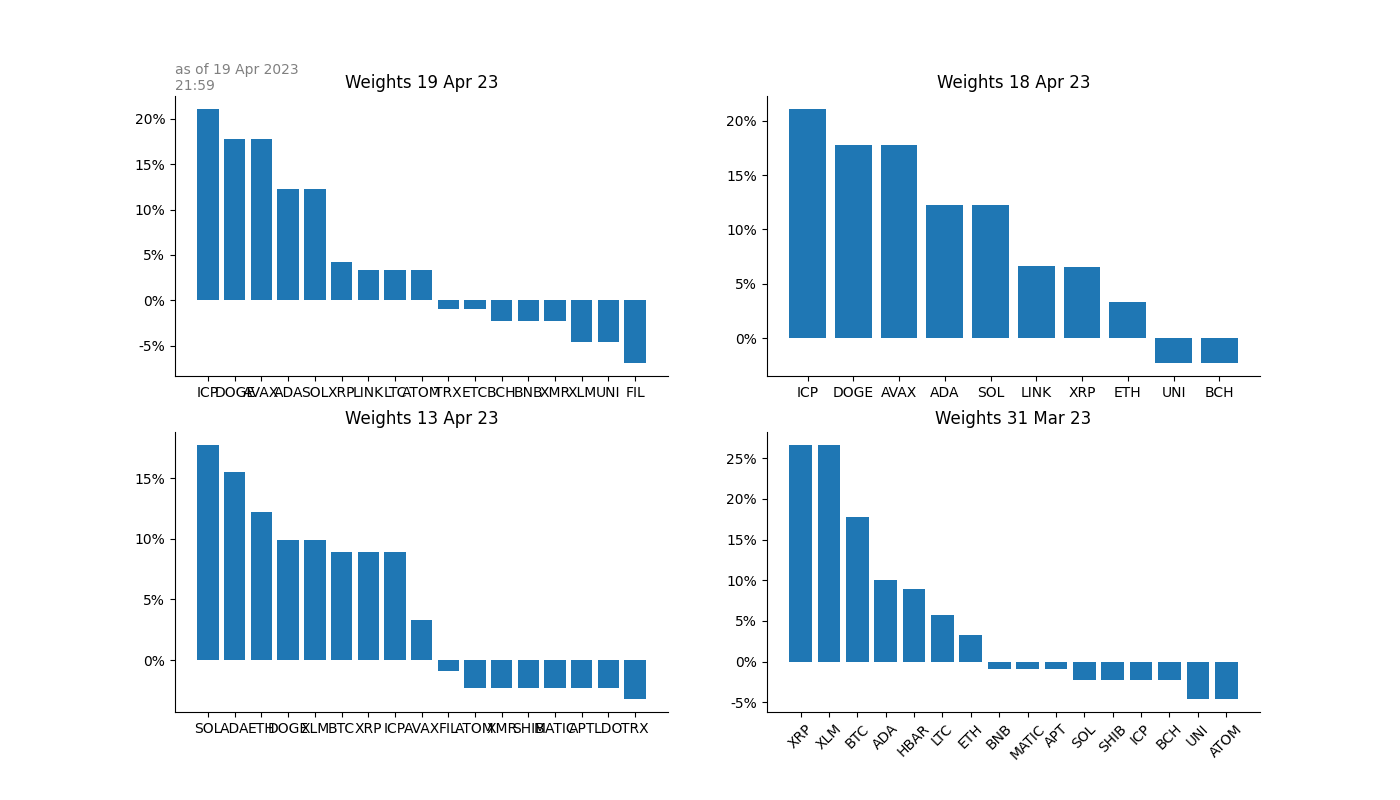 as of 19 Apr 2023
21:59
Weights 19 Apr 23
20%
15%
10%
5%
0%
-5%
ICP DOGE AVAX ADA SOL XRP LINK LTC ATOM TRX ETC BCH BNB XMR XLM UNI FIL
Weights 18 Apr 23
20%
15%
10%
5%
0%
ICP DOGE AVAX ADA SOL LINK XRP ETH UNI BCH
Weights 13 Apr 23
15%
10%
5%
0%
SOL ADA ETH DOGE XLM BTC XRP ICP AVAX FIL ATOM XMR SHIB MATIC APT LDO TRX
Weights 31 Mar 23
25%
20%
15%
10%
5%
0%
-5%
XRP XLM BTC ADA HBAR LTC ETH BNB MATIC APT SOL SHIB ICP BCH UNI ATOM